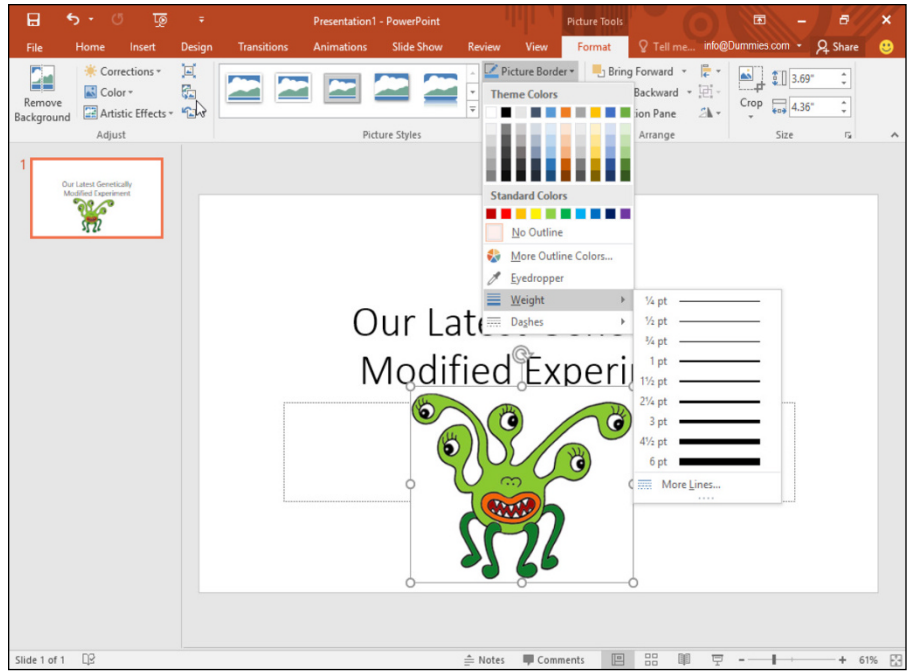 Presentation1 - PowerPoint
Picture Tools
File Home Insert Design Transitions Animations Slide Show Review View Format Tell me... info@Dummies.com Share
Remove Background
Corrections
Color
Artistic Effects
Adjust
Picture Styles
Picture Border
Bring Forward
Backward
ion Pane
Arrange
Crop
3.69"
4.36"
Size
Theme Colors
Standard Colors
No Outline
More Outline Colors...
Eyedropper
Weight
Dashes
¼ pt
½ pt
¾ pt
1 pt
1½ pt
2¼ pt
3 pt
4½ pt
6 pt
More Lines...
1
Our Latest Genetically
Modified Experiment
Our Late
Modified Experi
Slide 1 of 1
Notes Comments 61%